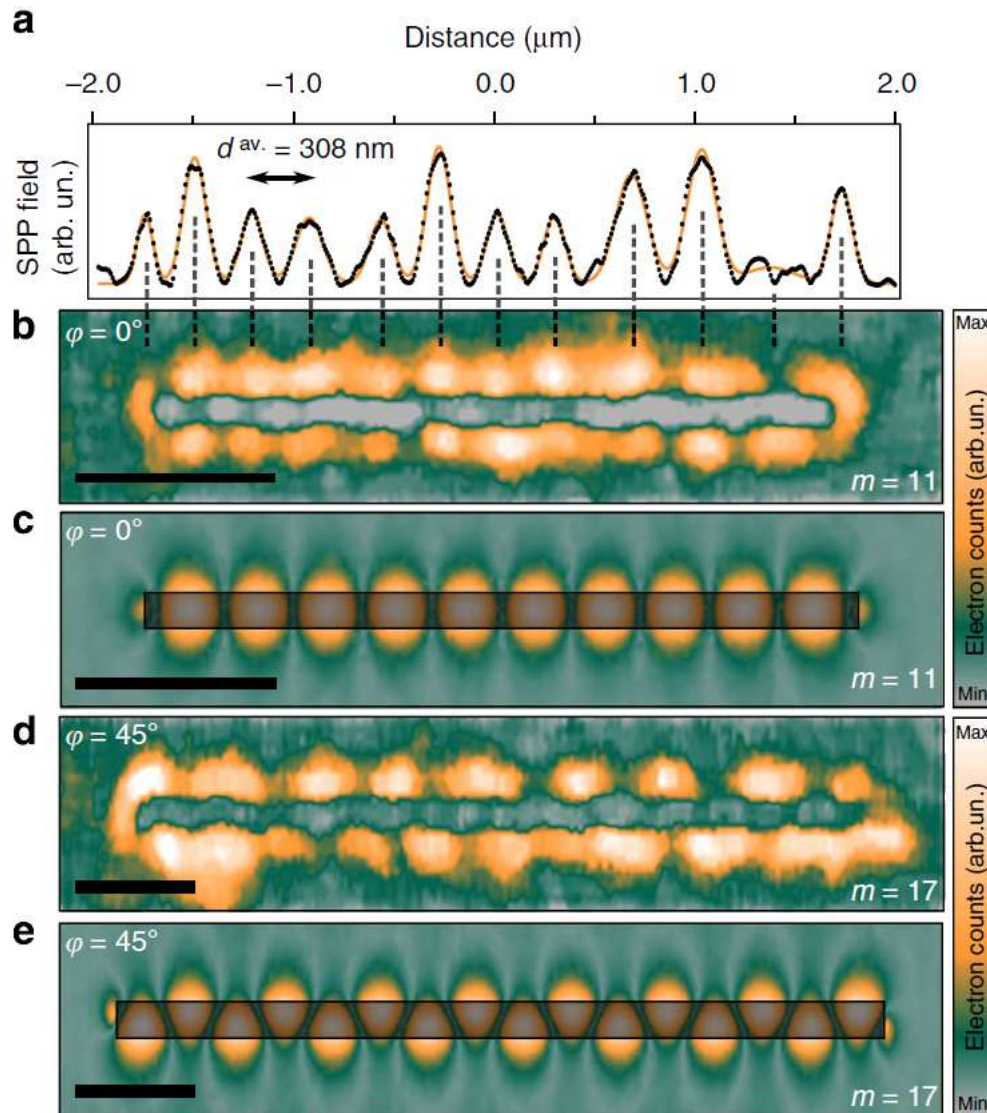 a
Distance (μm)
−2.0 −1.0 0.0 1.0 2.0
d av. = 308 nm
SPP field
(arb. un.)
b
φ = 0°
m = 11
c
φ = 0°
m = 11
Max
Electron counts (arb.un.)
Min
d
φ = 45°
m = 17
e
φ = 45°
m = 17
Max
Electron counts (arb.un.)
Min